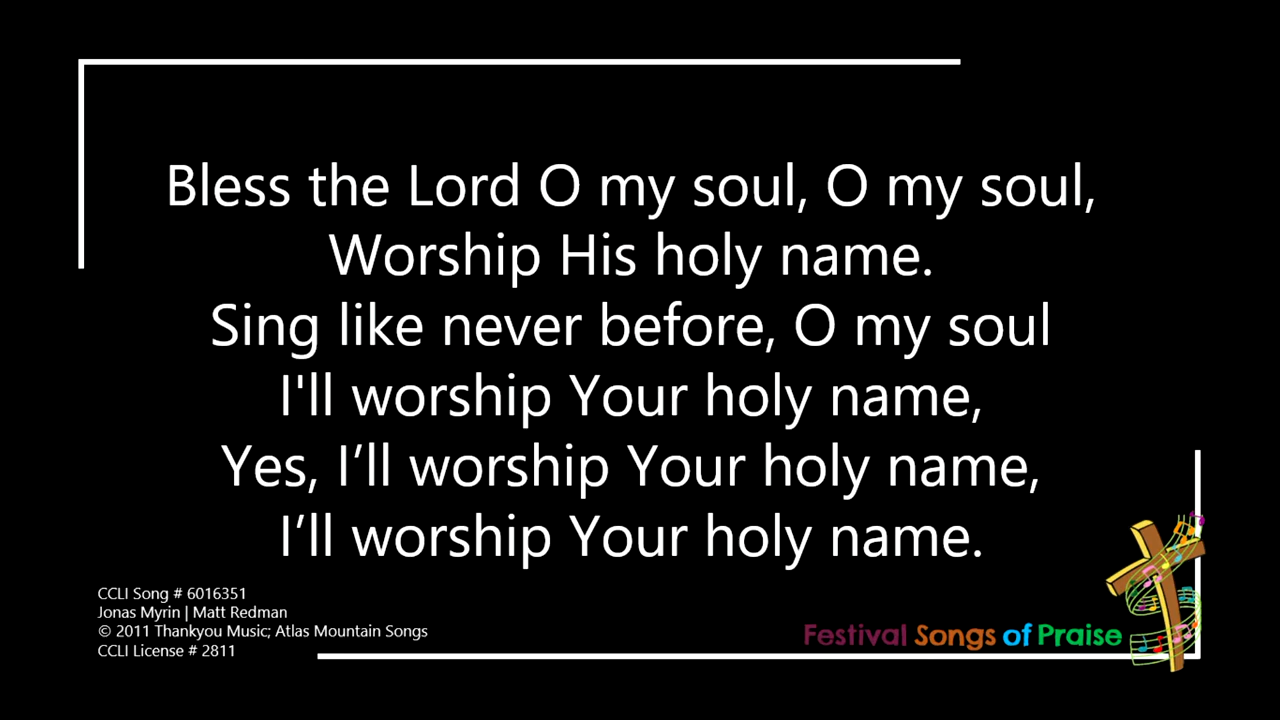 Bless the Lord O my soul, O my soul,
Worship His holy name.
Sing like never before, O my soul
I'll worship Your holy name,
Yes, I’ll worship Your holy name,
I’ll worship Your holy name.
CCLI Song # 6016351
Jonas Myrin | Matt Redman
© 2011 Thankyou Music; Atlas Mountain Songs
CCLI License # 2811
Festival Songs of Praise